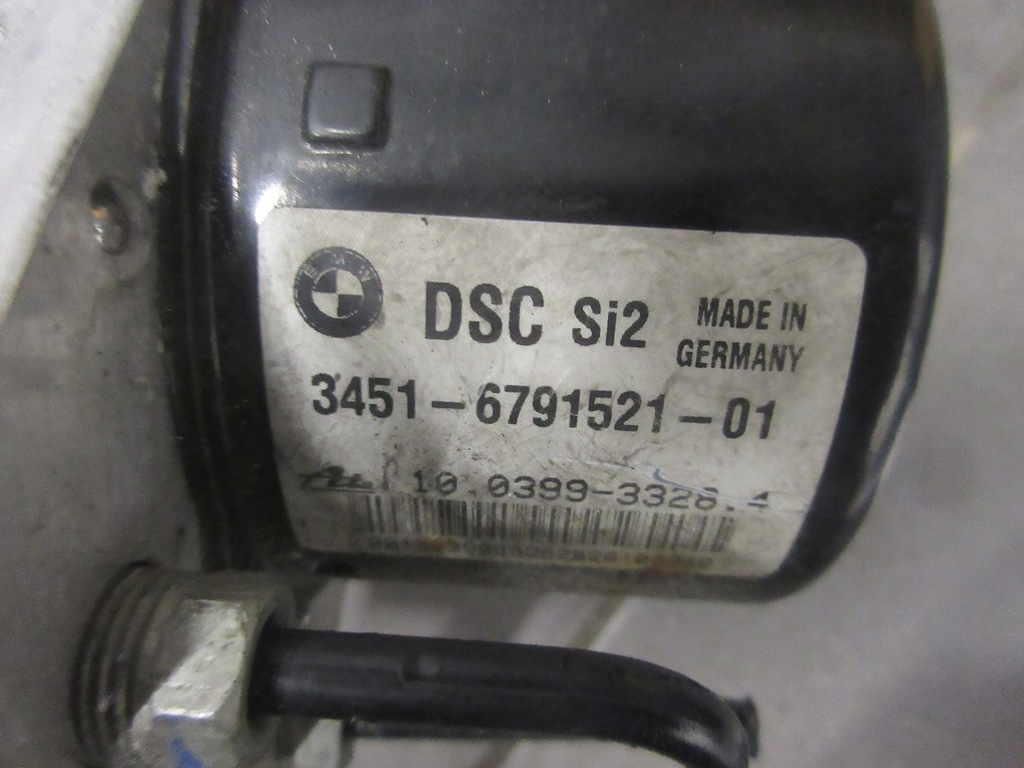 BMW
DSC Si2
MADE IN
GERMANY
3451-6791521-01
10.0399-3328.4